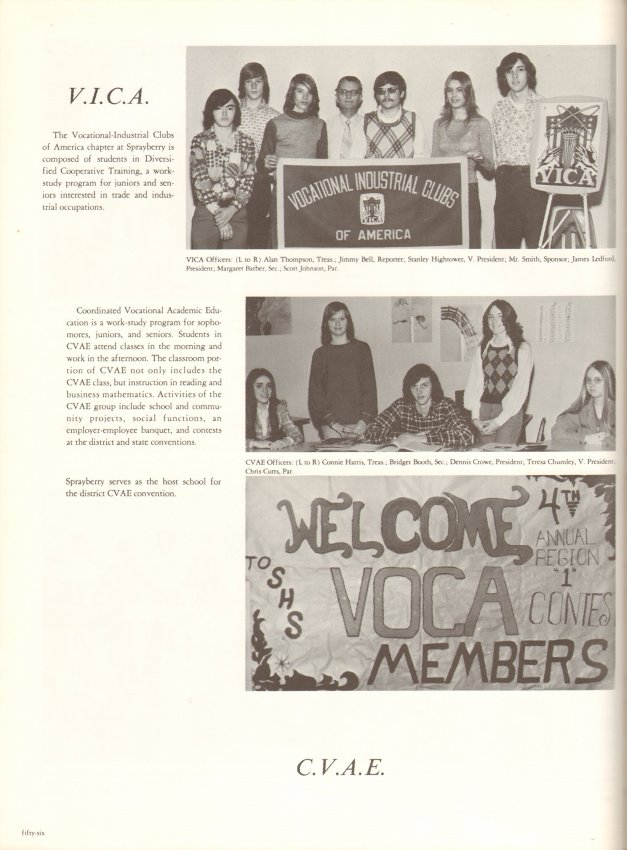 V.I.C.A.
The Vocational-Industrial Clubs
of America chapter at Sprayberry is
composed of students in Diversi-
fied Cooperative Training, a work-
study program for juniors and sen-
iors interested in trade and indus-
trial occupations.
VOCATIONAL INDUSTRIAL CLUBS
VICA
OF AMERICA
VICA
VICA Officers: (L to R) Alan Thompson, Treas.; Jimmy Bell, Reporter; Stanley Hightower, V. President; Mr. Smith, Sponsor; James Ledford,
President; Margaret Barber, Sec.; Scott Johnson, Par.
Coordinated Vocational Academic Edu-
cation is a work-study program for sopho-
mores, juniors, and seniors. Students in
CVAE attend classes in the morning and
work in the afternoon. The classroom por-
tion of CVAE not only includes the
CVAE class, but instruction in reading and
business mathematics. Activities of the
CVAE group include school and commu-
nity projects, social functions, an
employer-employee banquet, and contests
at the district and state conventions.
CVAE Officers: (L to R) Connie Harris, Treas.; Bridget Booth, Sec.; Dennis Crowe, President; Teresa Chumley, V. President;
Chris Cutts, Par.
Sprayberry serves as the host school for
the district CVAE convention.
WELCOME
4TH
ANNUAL
REGION
"1"
CONTES
TO
SHS
VOCA
MEMBERS
C.V.A.E.
fifty-six